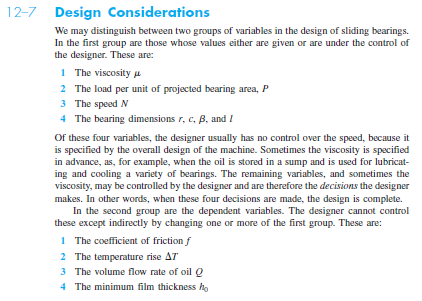 12–7 Design Considerations
We may distinguish between two groups of variables in the design of sliding bearings.
In the first group are those whose values either are given or are under the control of
the designer. These are:
1 The viscosity μ
2 The load per unit of projected bearing area, P
3 The speed N
4 The bearing dimensions r, c, β, and l
Of these four variables, the designer usually has no control over the speed, because it
is specified by the overall design of the machine. Sometimes the viscosity is specified
in advance, as, for example, when the oil is stored in a sump and is used for lubricat-
ing and cooling a variety of bearings. The remaining variables, and sometimes the
viscosity, may be controlled by the designer and are therefore the decisions the designer
makes. In other words, when these four decisions are made, the design is complete.
In the second group are the dependent variables. The designer cannot control
these except indirectly by changing one or more of the first group. These are:
1 The coefficient of friction f
2 The temperature rise ΔT
3 The volume flow rate of oil Q
4 The minimum film thickness h₀